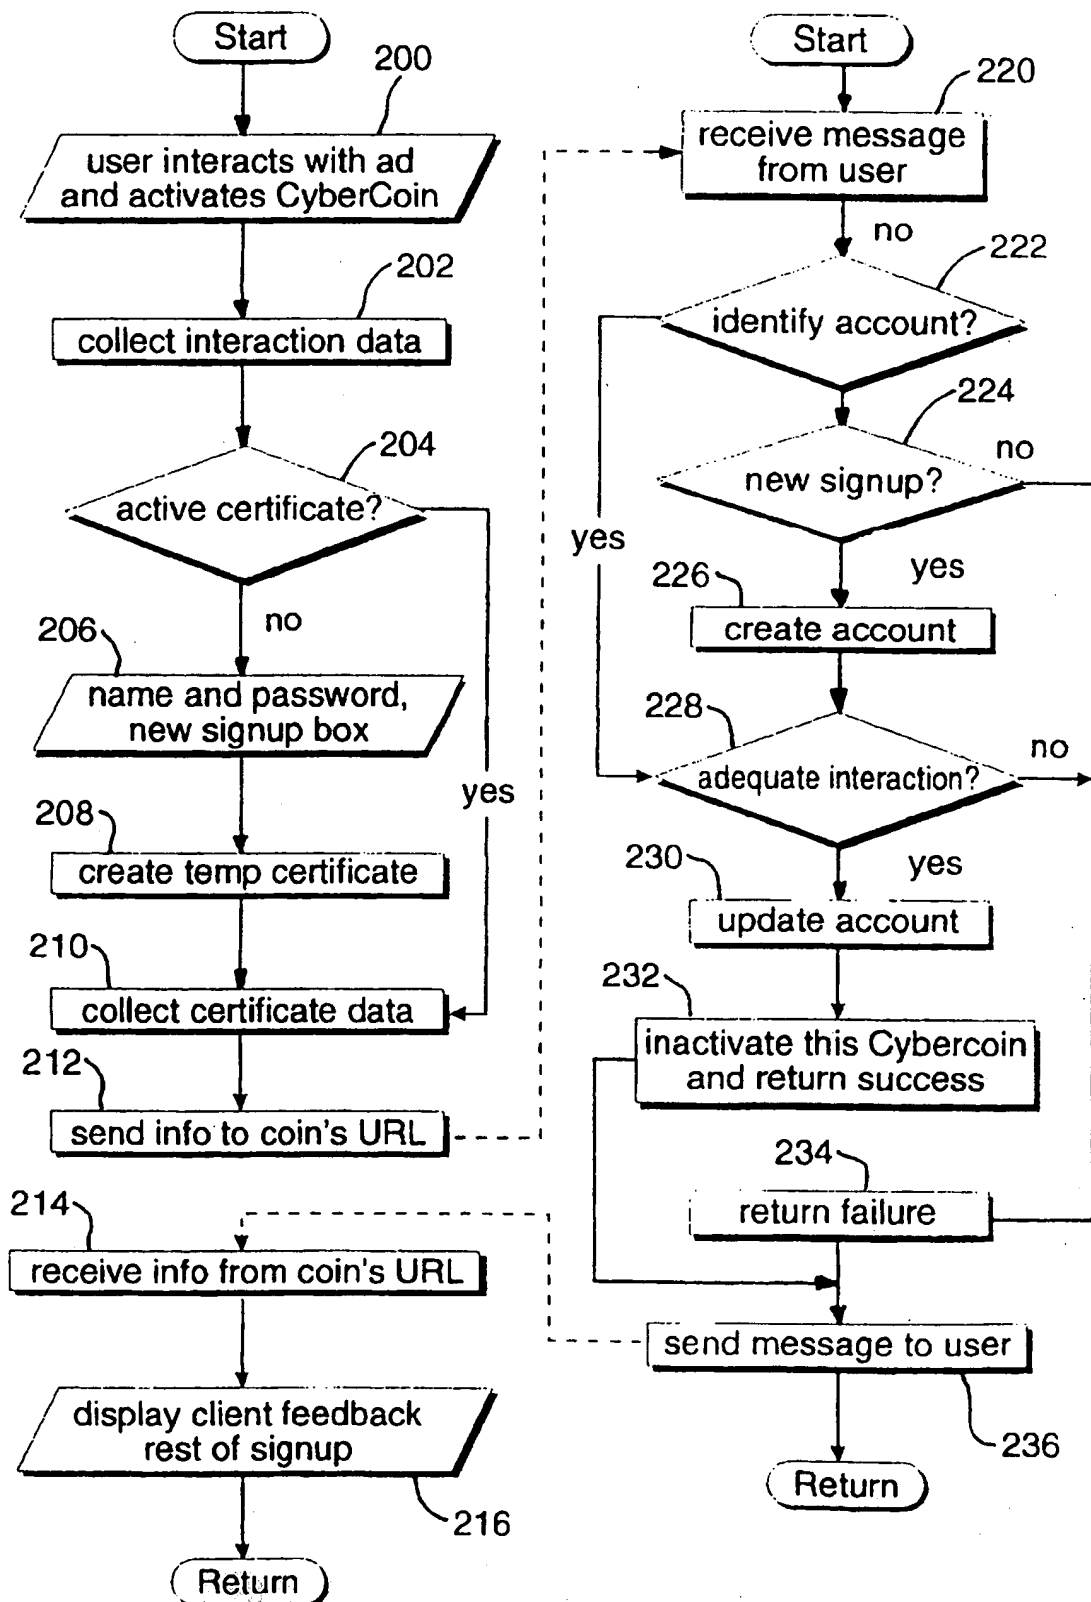 Start
200
user interacts with ad
and activates CyberCoin
202
collect interaction data
204
active certificate?
no
yes
206
name and password,
new signup box
208
create temp certificate
210
collect certificate data
212
send info to coin's URL
214
receive info from coin's URL
display client feedback
rest of signup
216
Return
Start
220
receive message
from user
no
222
identify account?
224
new signup?
no
yes
yes
226
create account
228
adequate interaction?
no
yes
230
update account
232
inactivate this Cybercoin
and return success
234
return failure
send message to user
236
Return